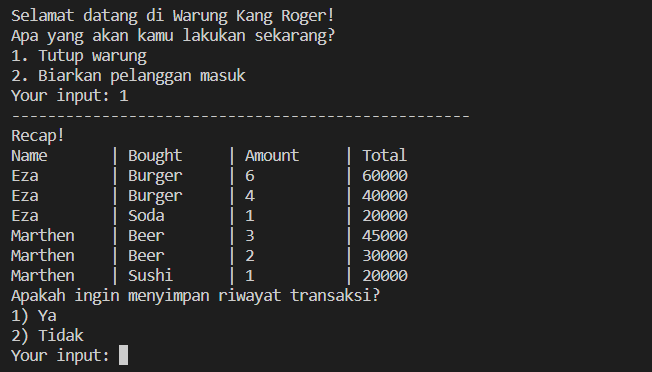 Selamat datang di Warung Kang Roger!
Apa yang akan kamu lakukan sekarang?
1. Tutup warung
2. Biarkan pelanggan masuk
Your input: 1
---------------------------------------------------
Recap!
Name       | Bought     | Amount     | Total
Eza        | Burger     | 6          | 60000
Eza        | Burger     | 4          | 40000
Eza        | Soda       | 1          | 20000
Marthen    | Beer       | 3          | 45000
Marthen    | Beer       | 2          | 30000
Marthen    | Sushi      | 1          | 20000
Apakah ingin menyimpan riwayat transaksi?
1) Ya
2) Tidak
Your input: